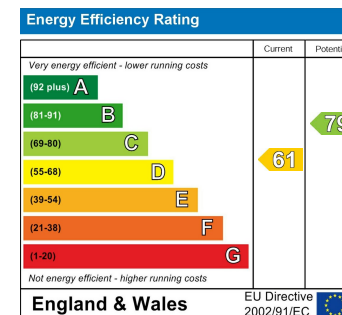 Energy Efficiency Rating
Current
Very energy efficient - lower running costs
(92 plus) A
(81-91) B
79
(69-80) C
(55-68) D
61
(39-54) E
(21-38) F
(1-20) G
Not energy efficient - higher running costs
England & Wales
EU Directive
2002/91/EC